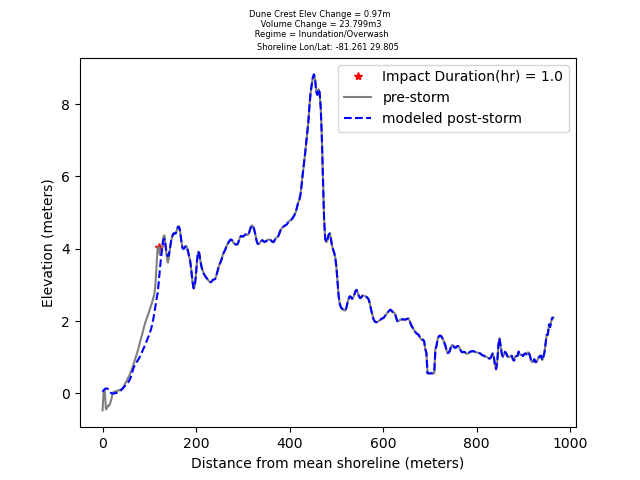 Dune Crest Elev Change = 0.97m
Volume Change = 23.799m3
Regime = Inundation/Overwash
Shoreline Lon/Lat: -81.261 29.805
Impact Duration(hr) = 1.0
pre-storm
modeled post-storm
Elevation (meters)
8
6
4
2
0
0 200 400 600 800 1000
Distance from mean shoreline (meters)